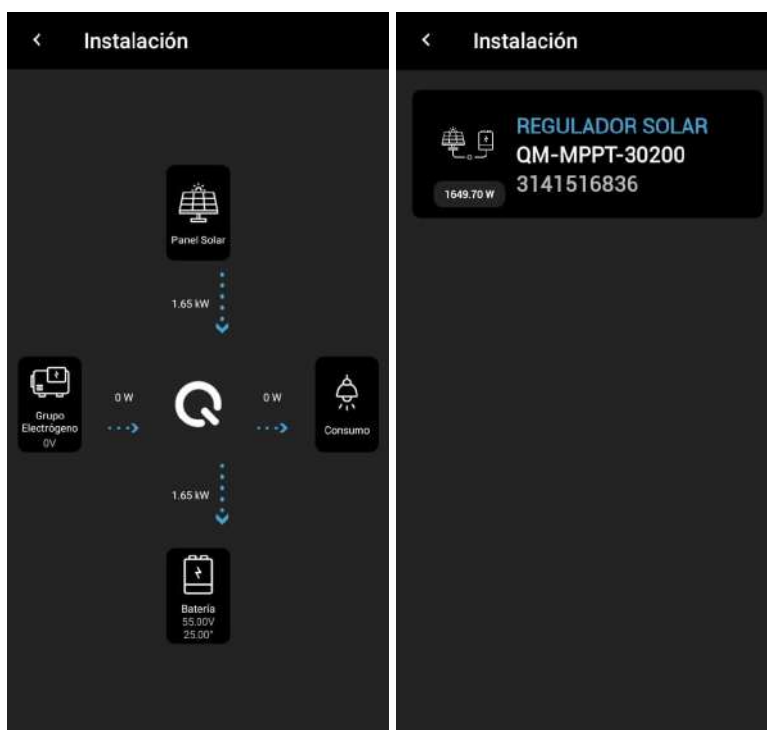 Instalación
Panel Solar
1.65 kW
Grupo
Electrógeno
0V
0 W
0 W
Consumo
1.65 kW
Batería
55.00V
25.00°
Instalación
REGULADOR SOLAR
QM-MPPT-30200
3141516836
1649.70 W